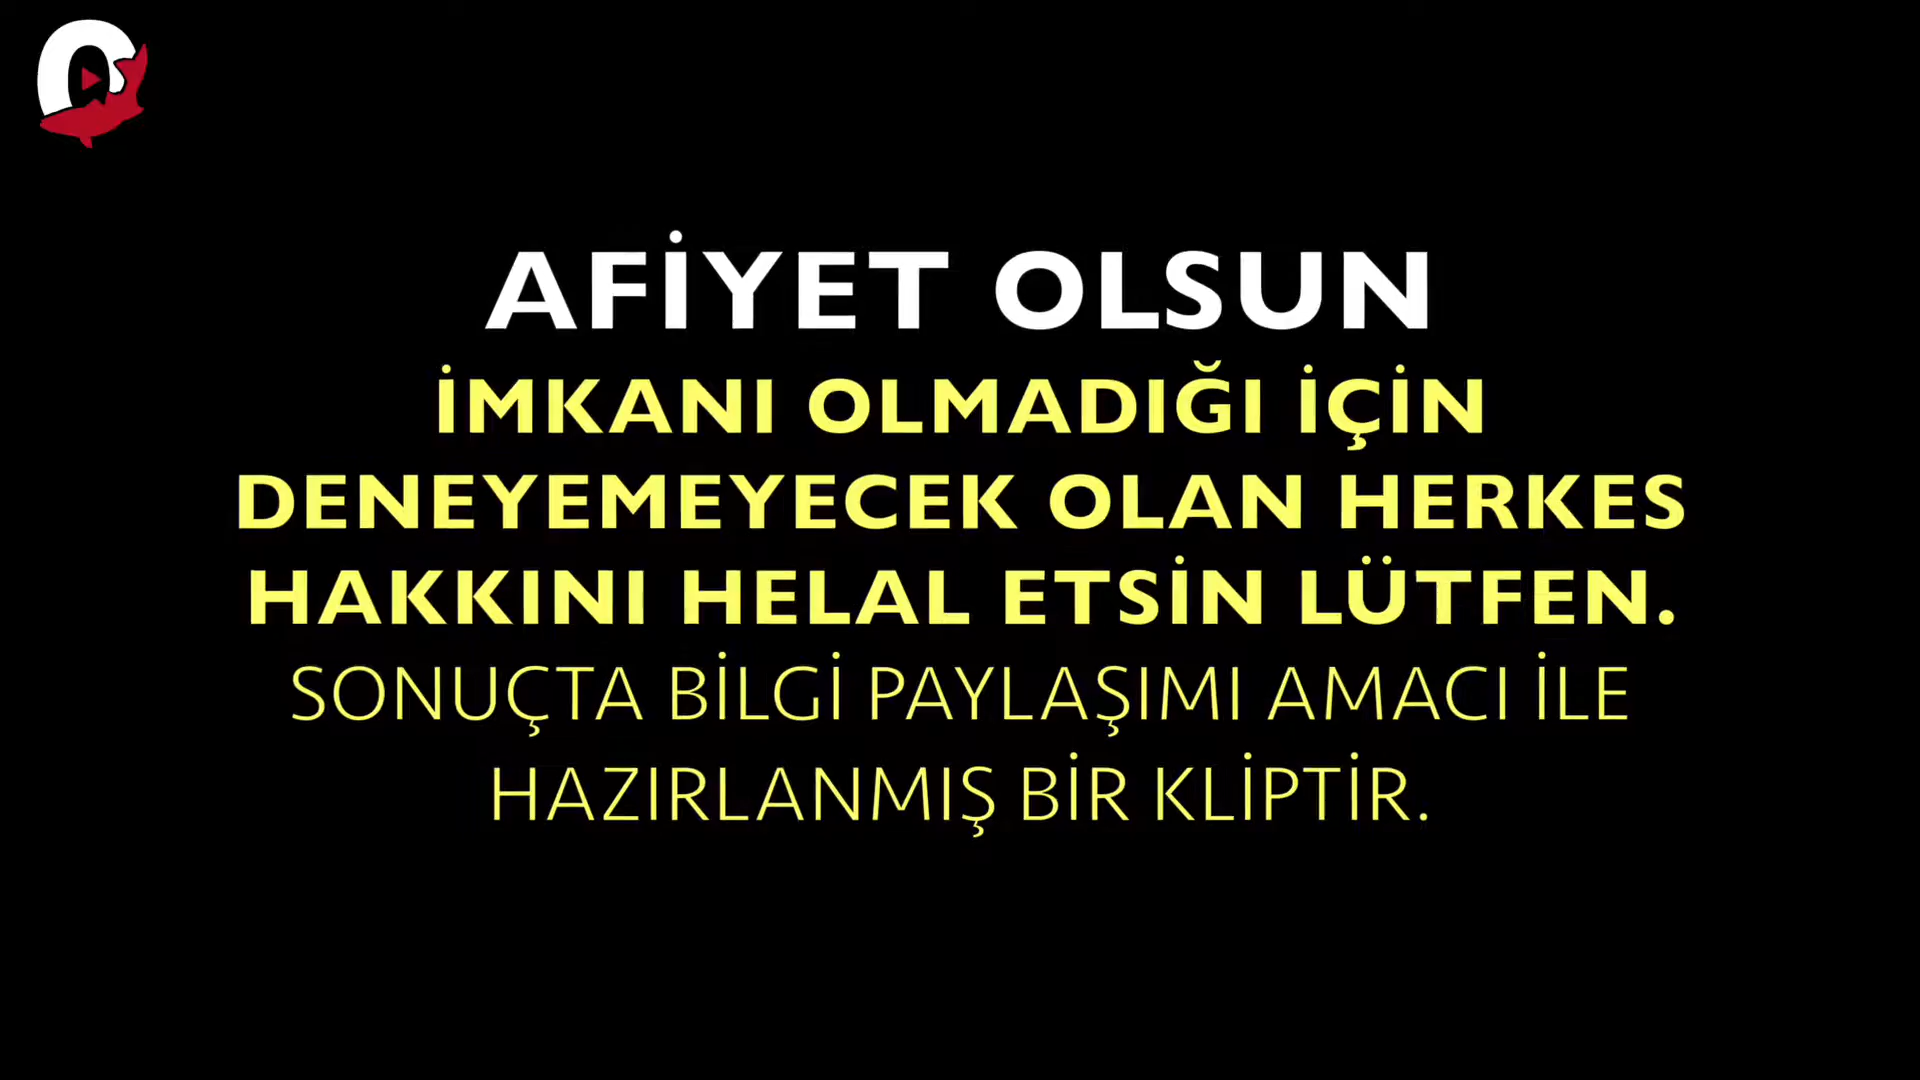 AFİYET OLSUN
İMKANI OLMADIĞI İÇİN
DENEYEMEYECEK OLAN HERKES
HAKKINI HELAL ETSİN LÜTFEN.
SONUÇTA BİLGİ PAYLAŞIMI AMACI İLE
HAZIRLANMIŞ BİR KLİPTİR.